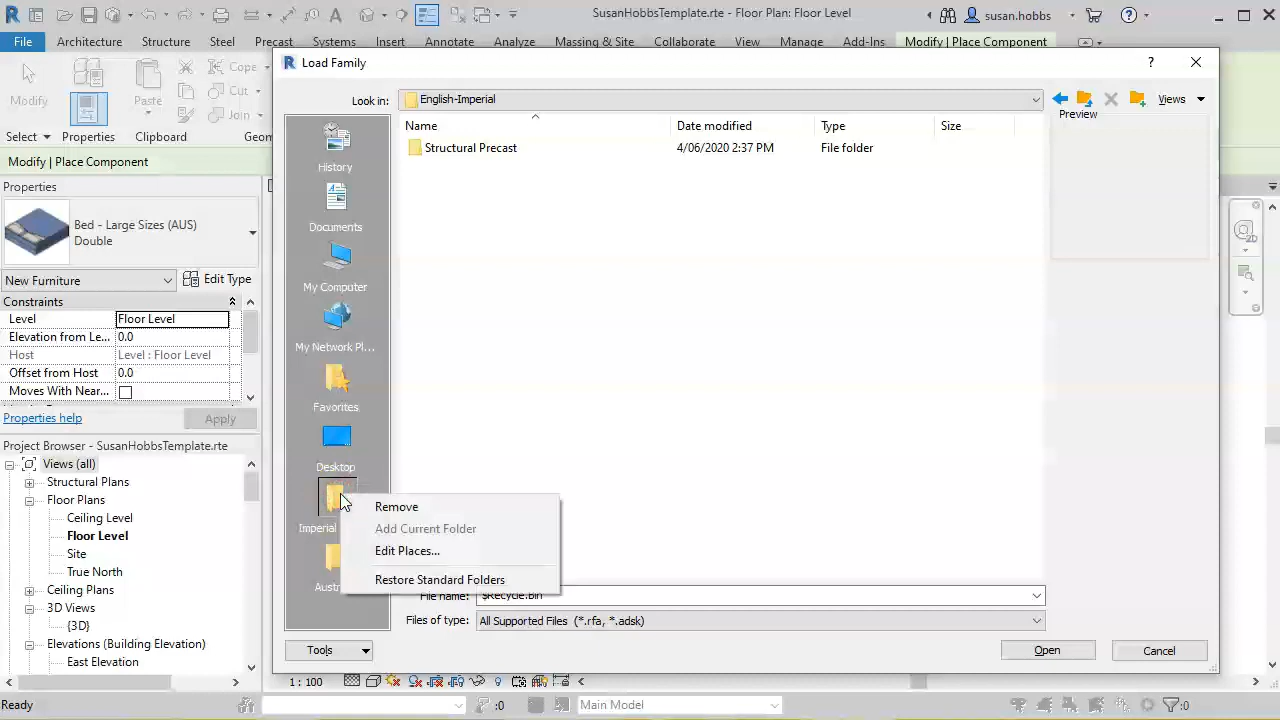 SusanHobbsTemplate.rte - Floor Plan: Floor Level
susan.hobbs
File Architecture Structure Steel Precast Systems Insert Annotate Analyze Massing & Site Collaborate View Manage Add-Ins Modify | Place Component
Load Family
Modify
Paste
Cope
Cut
Join
Select Properties Clipboard Geom
Modify | Place Component
Look in: English-Imperial
Views
Preview
Name Date modified Type Size
Structural Precast 4/06/2020 2:37 PM File folder
History
Documents
My Computer
My Network Pl...
Favorites
Desktop
Imperial
Aust
Remove
Add Current Folder
Edit Places...
Restore Standard Folders
File name: $Recycle.bin
Files of type: All Supported Files (*.rfa, *.adsk)
Tools
Open
Cancel
Properties
Bed - Large Sizes (AUS)
Double
New Furniture
Edit Type
Constraints
Level Floor Level
Elevation from Le... 0.0
Host Level : Floor Level
Offset from Host 0.0
Moves With Near...
Properties help
Apply
Project Browser - SusanHobbsTemplate.rte
Views (all)
Structural Plans
Floor Plans
Ceiling Level
Floor Level
Site
True North
Ceiling Plans
3D Views
{3D}
Elevations (Building Elevation)
East Elevation
1 : 100
Ready
:0
Main Model
:0
2D